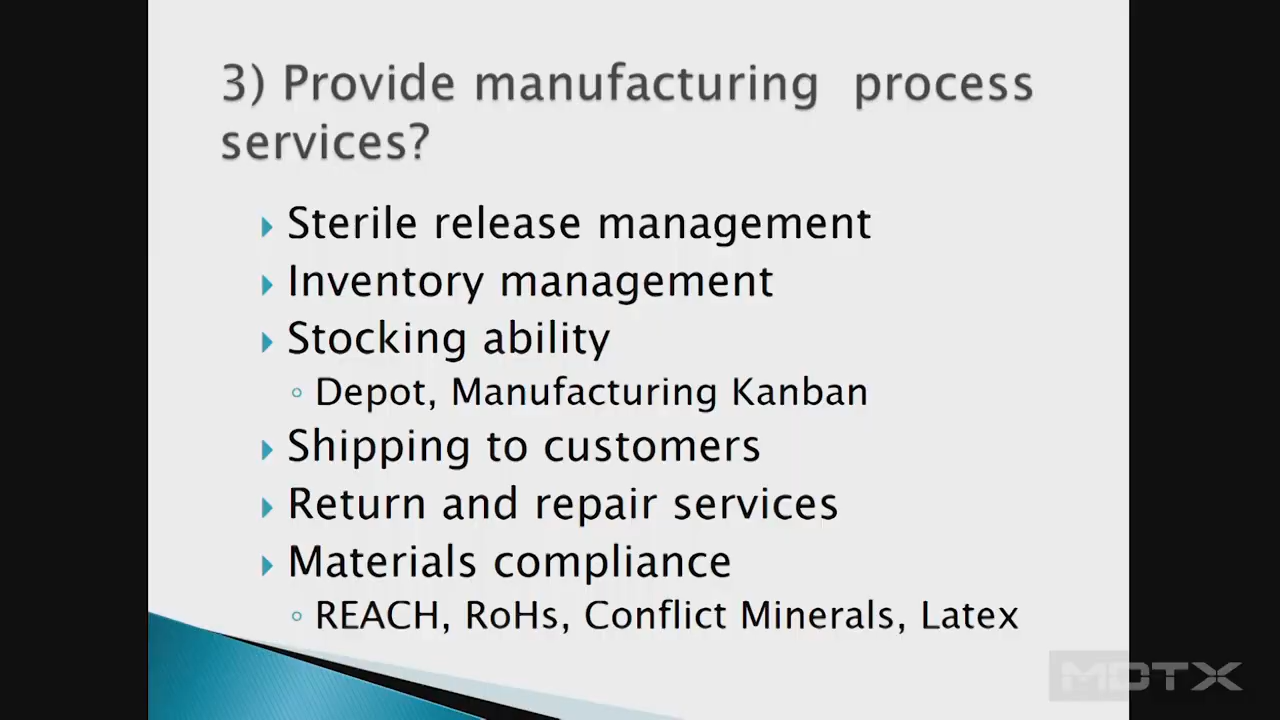 3) Provide manufacturing process
services?
Sterile release management
Inventory management
Stocking ability
Depot, Manufacturing Kanban
Shipping to customers
Return and repair services
Materials compliance
REACH, RoHs, Conflict Minerals, Latex
MDTX